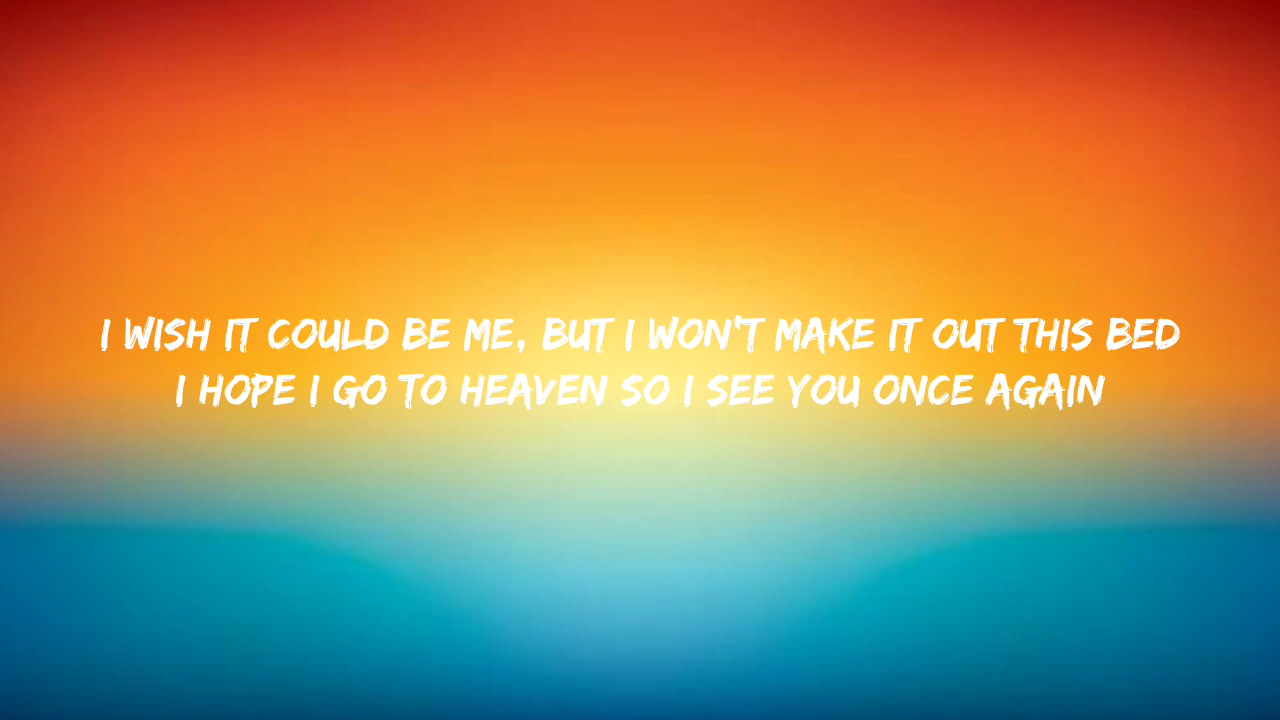 I WISH IT COULD BE ME, BUT I WON'T MAKE IT OUT THIS BED
I HOPE I GO TO HEAVEN SO I SEE YOU ONCE AGAIN